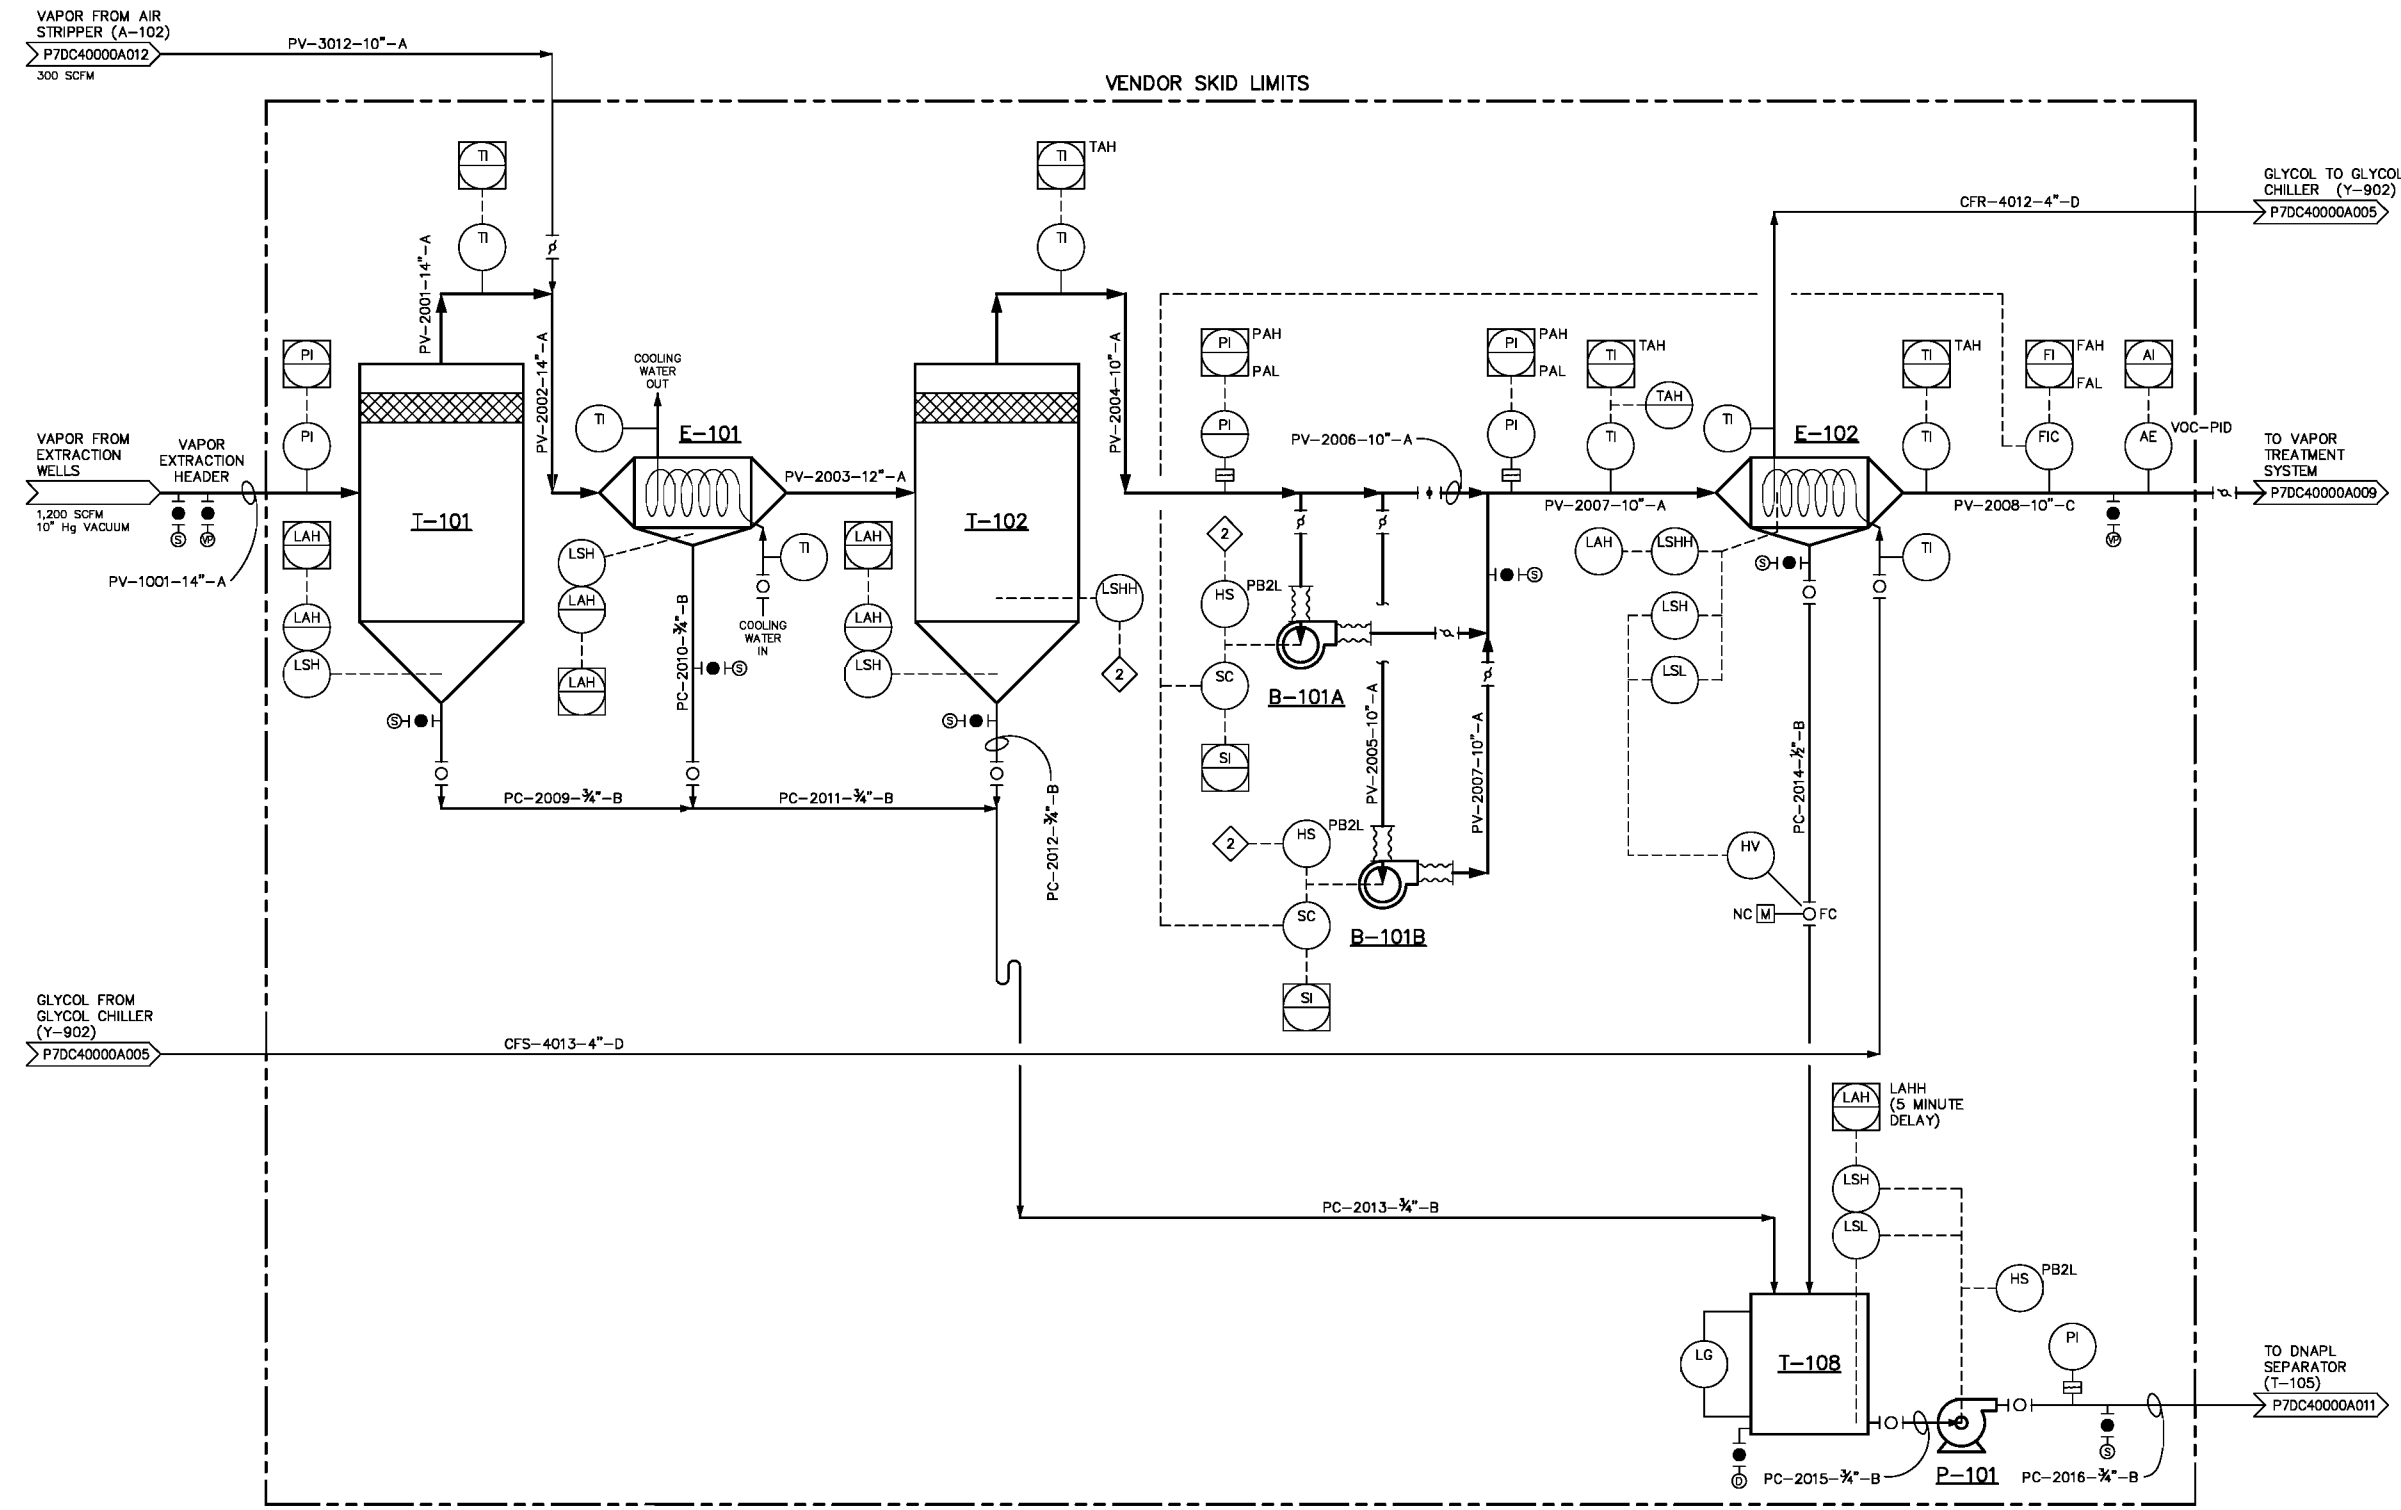 VAPOR FROM AIR
STRIPPER (A-102)
P7DC40000A012
300 SCFM
PV-3012-10"-A
VENDOR SKID LIMITS
TI
TI
TI
TAH
TI
GLYCOL TO GLYCOL
CHILLER (Y-902)
P7DC40000A005
CFR-4012-4"-D
PV-2001-14"-A
PV-2002-14"-A
PV-2004-10"-A
PI
PI
COOLING
WATER
OUT
TI
E-101
PI
PAH
PAL
PI
PV-2006-10"-A
PI
PAH
PAL
PI
TI
TAH
TAH
TI
TI
E-102
TI
TAH
TI
FI
FAH
FAL
FIC
AI
AE
VOC-PID
VAPOR FROM
EXTRACTION
WELLS
VAPOR
EXTRACTION
HEADER
1,200 SCFM
10" Hg VACUUM
S
VP
PV-1001-14"-A
PV-2003-12"-A
PV-2007-10"-A
PV-2008-10"-C
TO VAPOR
TREATMENT
SYSTEM
P7DC40000A009
VP
T-101
T-102
LAH
LAH
LSH
LSH
LAH
LAH
TI
COOLING
WATER
IN
PC-2010-¾"-B
S
LAH
LAH
LSH
LSHH
2
2
HS
PB2L
SC
SI
B-101A
S
LAH
LSHH
LSH
LSL
S
TI
S
S
PC-2009-¾"-B
PC-2011-¾"-B
PC-2012-¾"-B
PV-2005-10"-A
PV-2007-10"-A
PC-2014-½"-B
2
HS
PB2L
SC
SI
B-101B
HV
NC
M
FC
GLYCOL FROM
GLYCOL CHILLER
(Y-902)
P7DC40000A005
CFS-4013-4"-D
LAH
LAHH
(5 MINUTE
DELAY)
LSH
LSL
PC-2013-¾"-B
HS
PB2L
LG
T-108
PI
TO DNAPL
SEPARATOR
(T-105)
P7DC40000A011
D
S
PC-2015-¾"-B
P-101
PC-2016-¾"-B